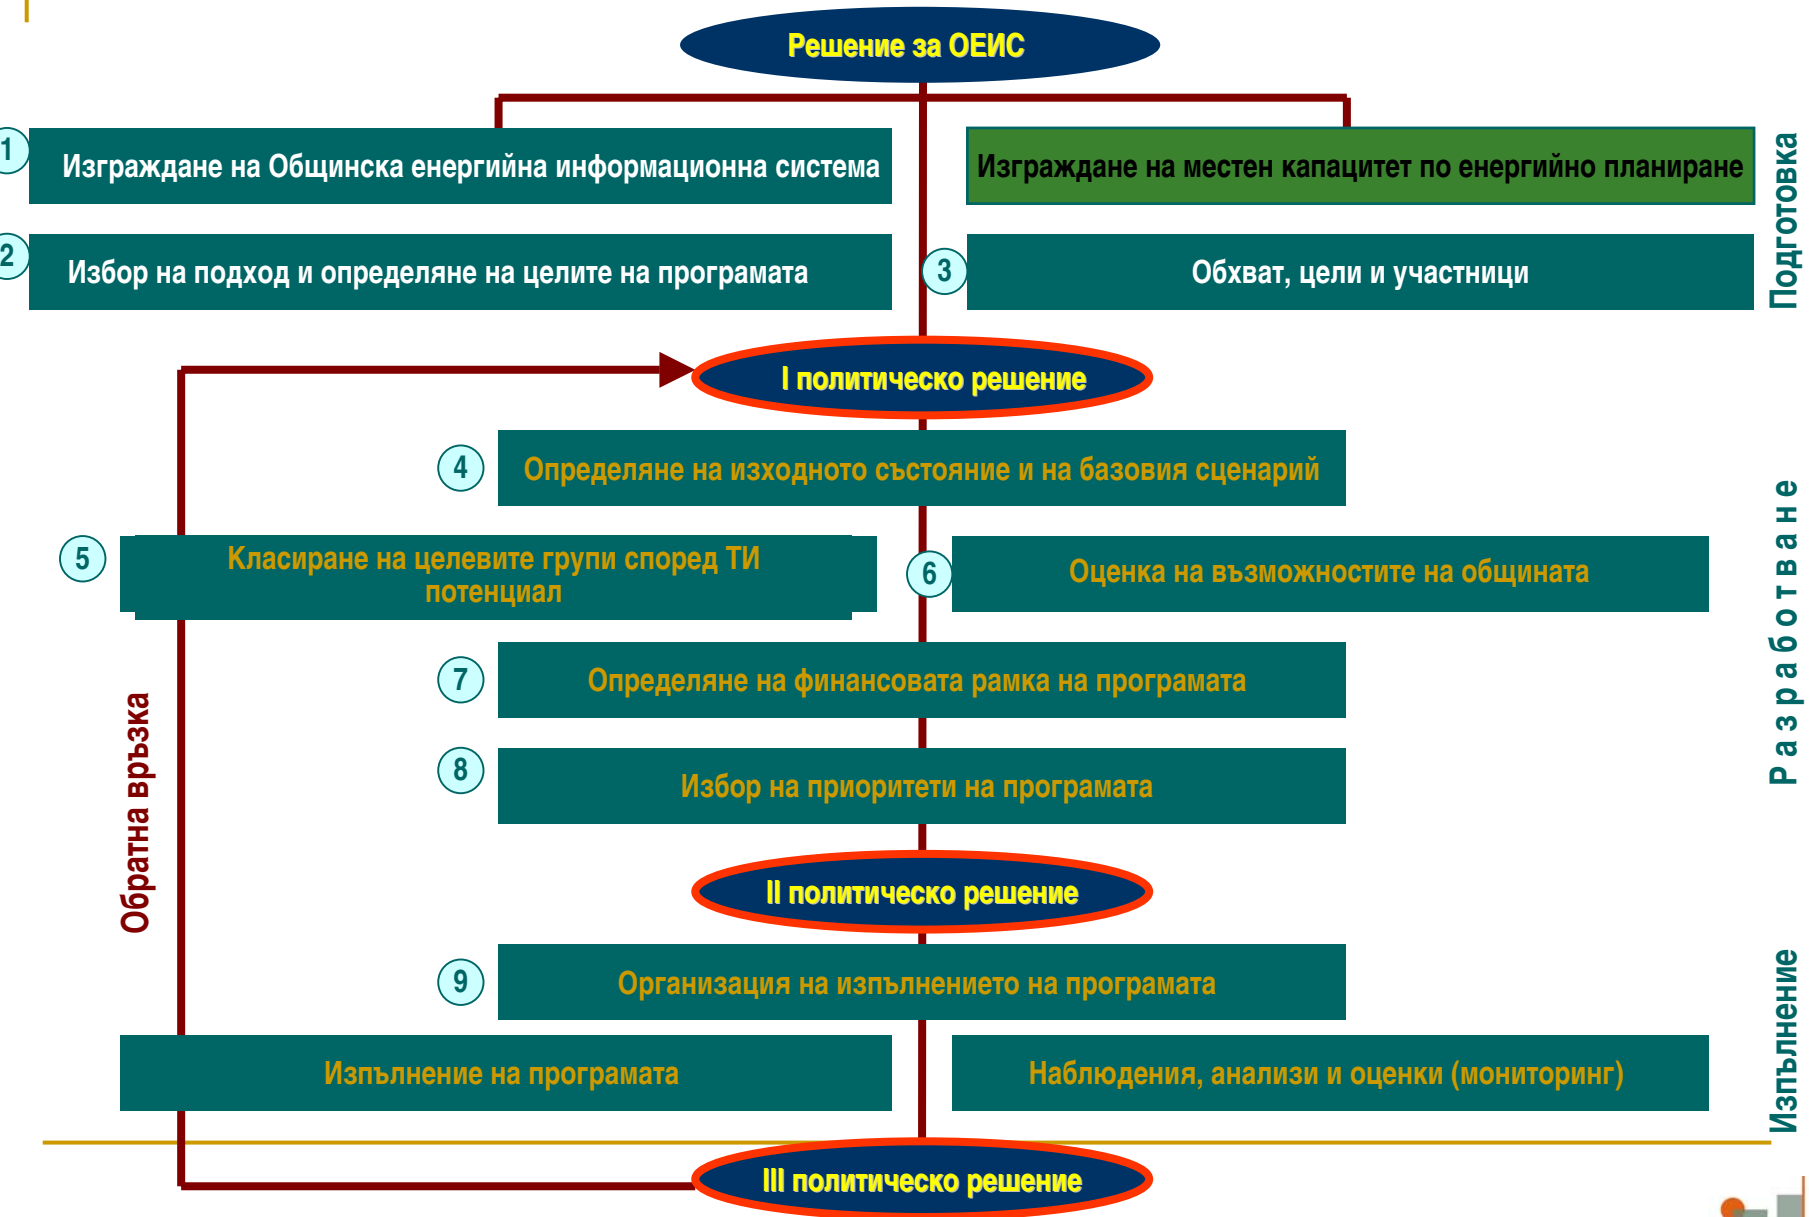 Решение за ОЕИС
1
Изграждане на Общинска енергийна информационна система
Изграждане на местен капацитет по енергийно планиране
2
Избор на подход и определяне на целите на програмата
3
Обхват, цели и участници
Подготовка
I политическо решение
4
Определяне на изходното състояние и на базовия сценарий
5
Класиране на целевите групи според ТИ
потенциал
6
Оценка на възможностите на общината
7
Определяне на финансовата рамка на програмата
8
Избор на приоритети на програмата
Разработване
Обратна връзка
II политическо решение
9
Организация на изпълнението на програмата
Изпълнение на програмата
Наблюдения, анализи и оценки (мониторинг)
Изпълнение
III политическо решение